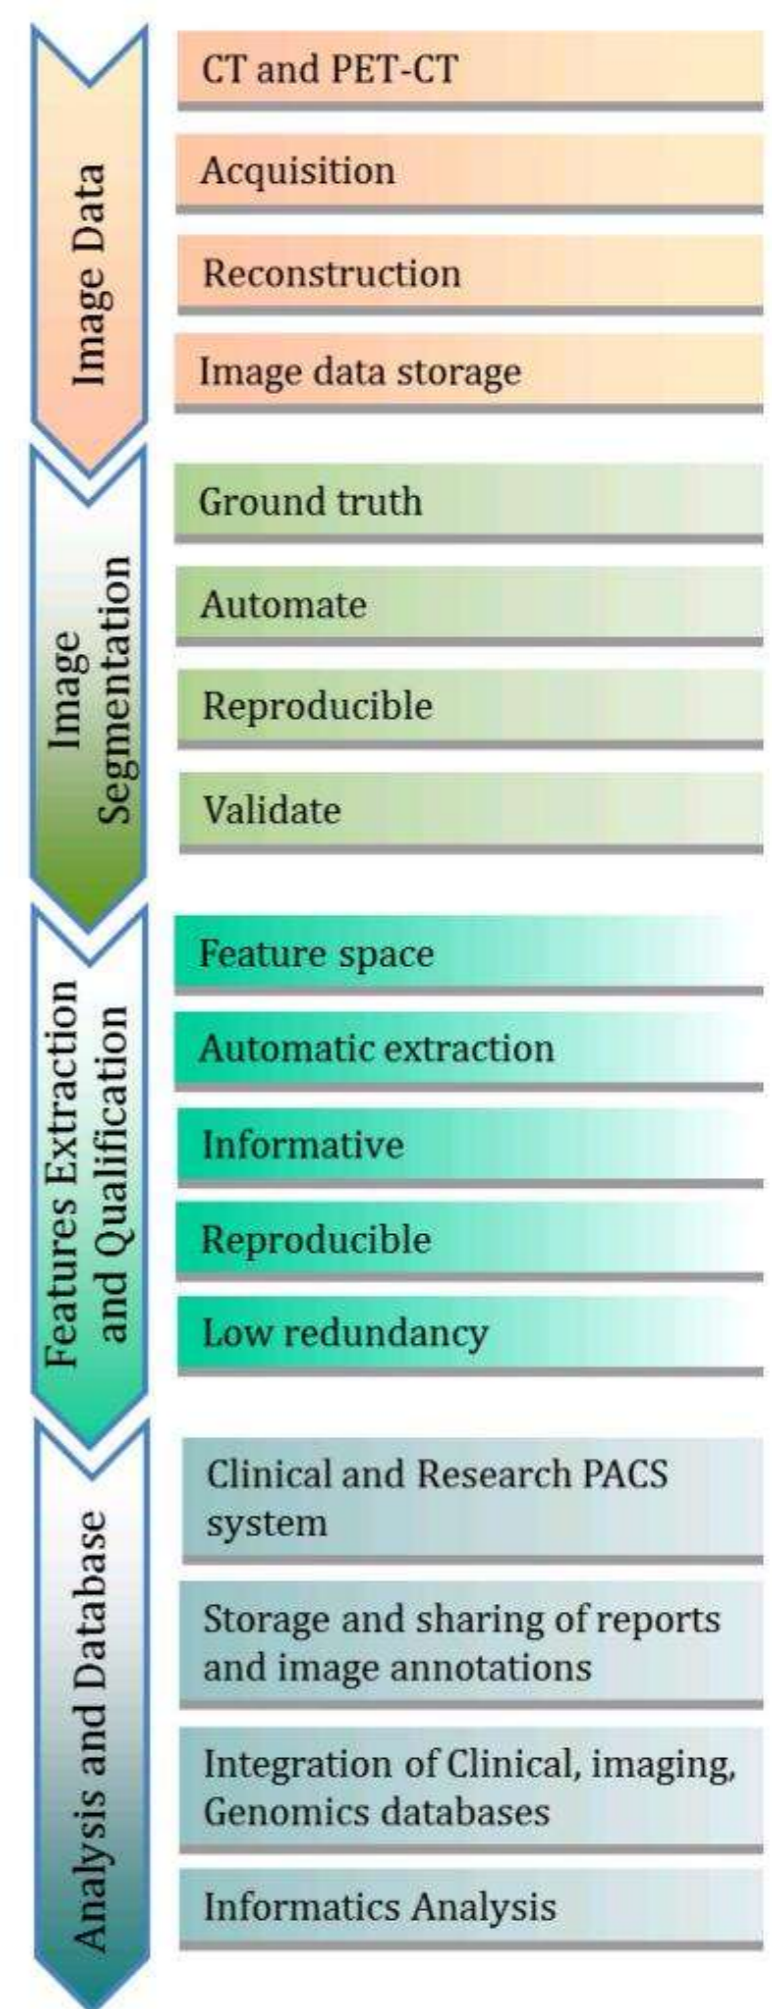 Image Data
CT and PET-CT
Acquisition
Reconstruction
Image data storage
Image
Segmentation
Ground truth
Automate
Reproducible
Validate
Features Extraction
and Qualification
Feature space
Automatic extraction
Informative
Reproducible
Low redundancy
Analysis and Database
Clinical and Research PACS
system
Storage and sharing of reports
and image annotations
Integration of Clinical, imaging,
Genomics databases
Informatics Analysis